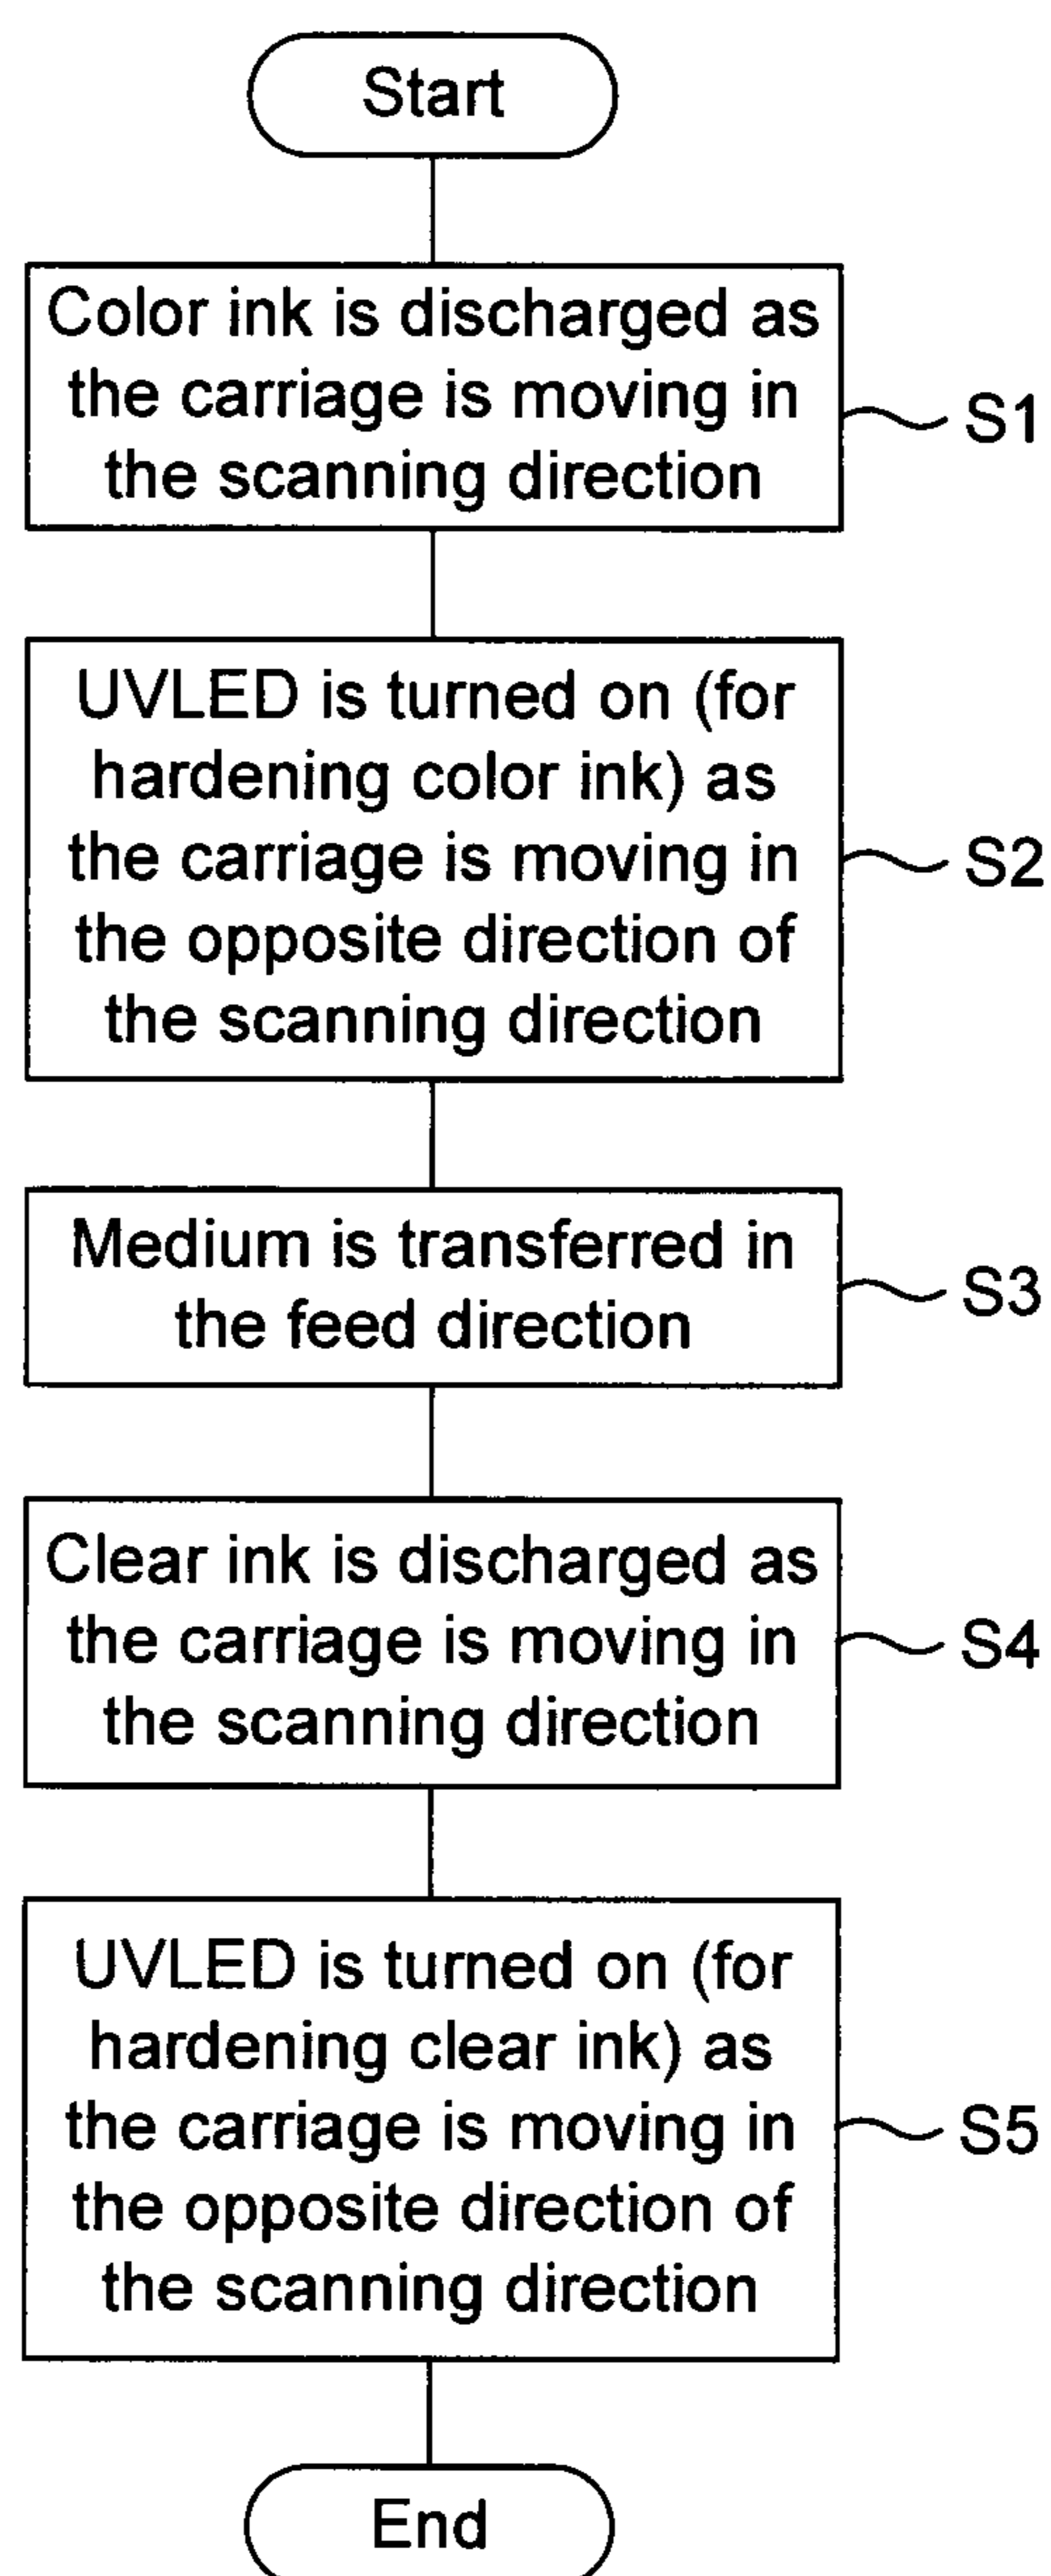 Start
Color ink is discharged as
the carriage is moving in
the scanning direction
S1
UVLED is turned on (for
hardening color ink) as
the carriage is moving in
the opposite direction of
the scanning direction
S2
Medium is transferred in
the feed direction
S3
Clear ink is discharged as
the carriage is moving in
the scanning direction
S4
UVLED is turned on (for
hardening clear ink) as
the carriage is moving in
the opposite direction of
the scanning direction
S5
End